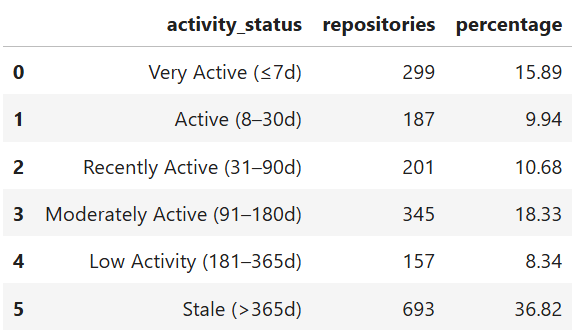 activity_status repositories percentage
0 Very Active (≤7d) 299 15.89
1 Active (8–30d) 187 9.94
2 Recently Active (31–90d) 201 10.68
3 Moderately Active (91–180d) 345 18.33
4 Low Activity (181–365d) 157 8.34
5 Stale (>365d) 693 36.82